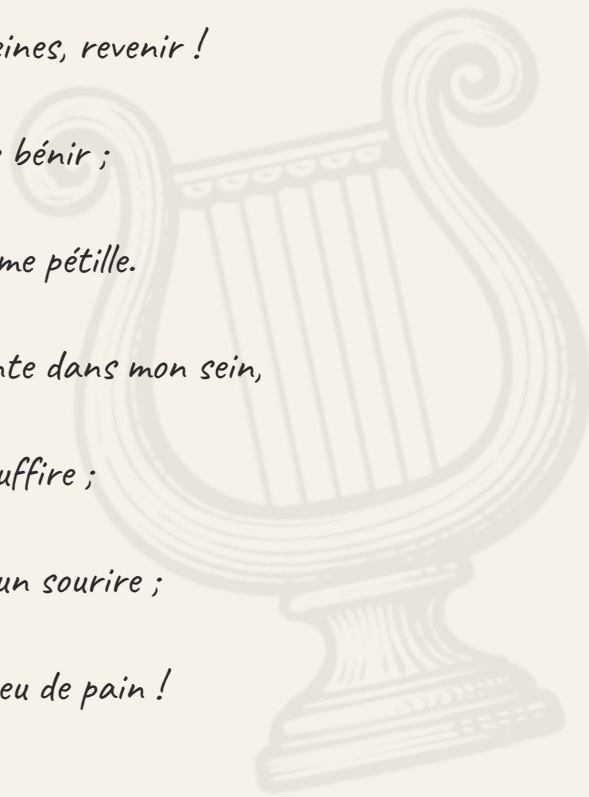 eines, revenir !
bénir ;
me pétille.
nte dans mon sein,
uffire ;
un sourire ;
eu de pain !